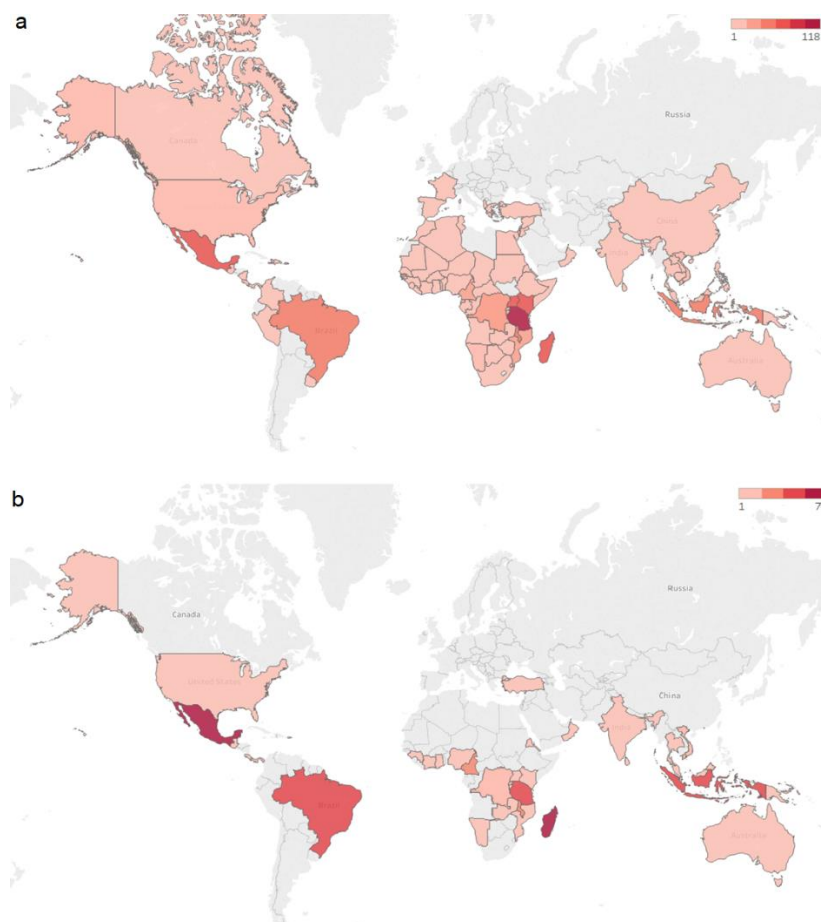 a
1 118
Canada
Russia
China
India
Brazil
Australia
b
1 7
Canada
Russia
United States
China
India
Brazil
Australia